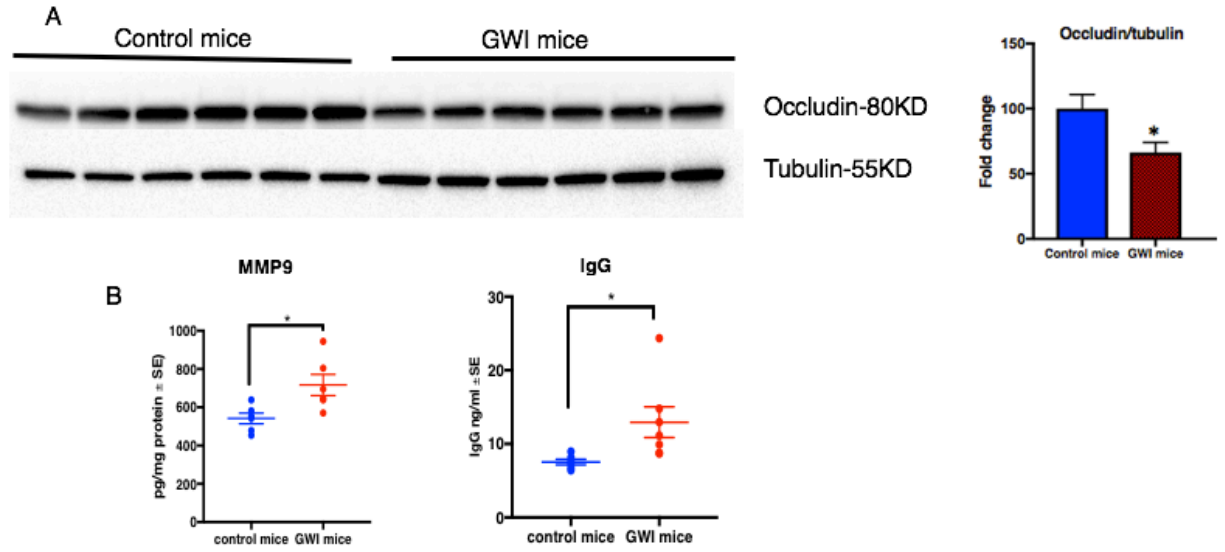 A
Control mice
GWI mice
Occludin-80KD
Tubulin-55KD
Occludin/tubulin
Fold change
150
100
50
0
*
Control mice
GWI mice
B
MMP9
pg/mg protein ± SE)
1000
800
600
400
200
0
*
control mice
GWI mice
IgG
IgG ng/ml ±SE
30
20
10
0
*
control mice
GWI mice